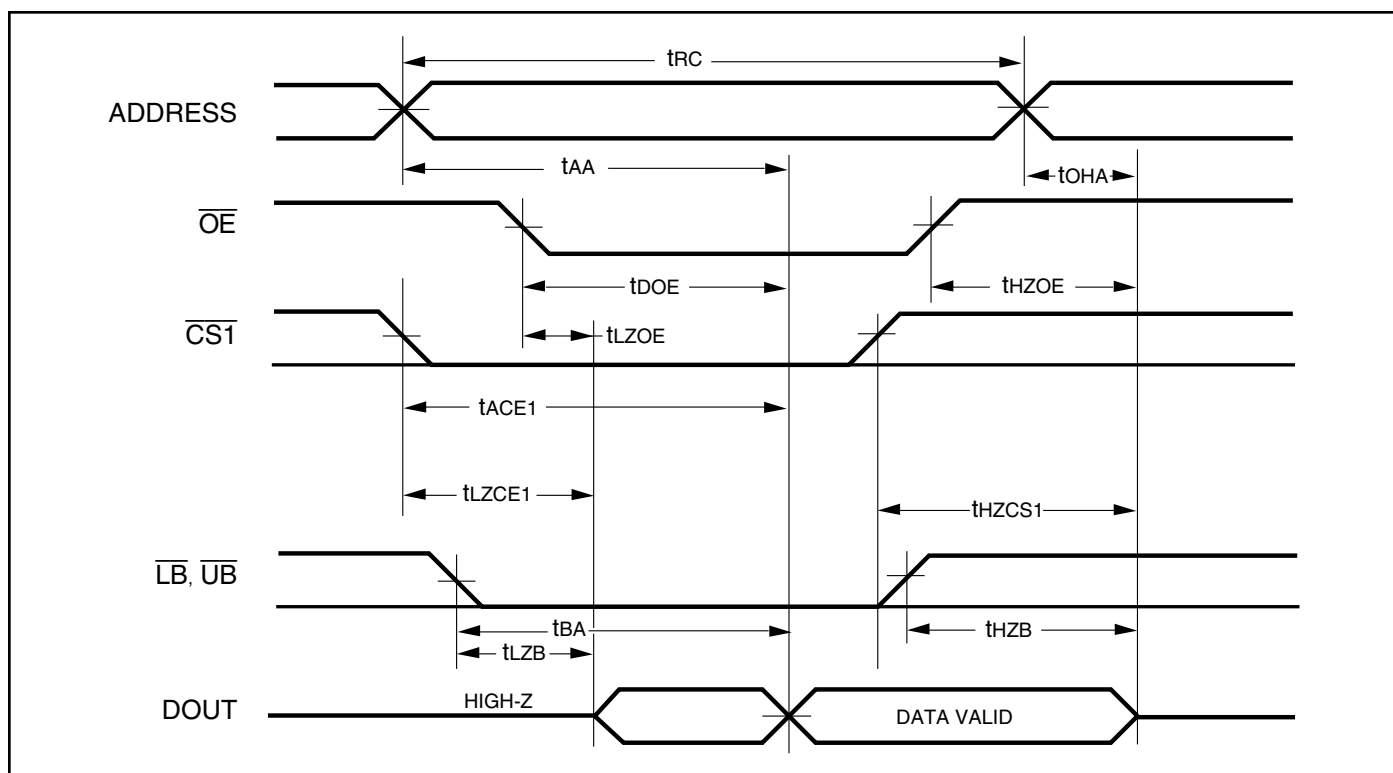 tRC
ADDRESS
tAA
tOHA
OE
tDOE
tHZOE
CS1
tLZOE
tACE1
tLZCE1
tHZCS1
LB, UB
tBA
tHZB
tLZB
HIGH-Z
DOUT
DATA VALID